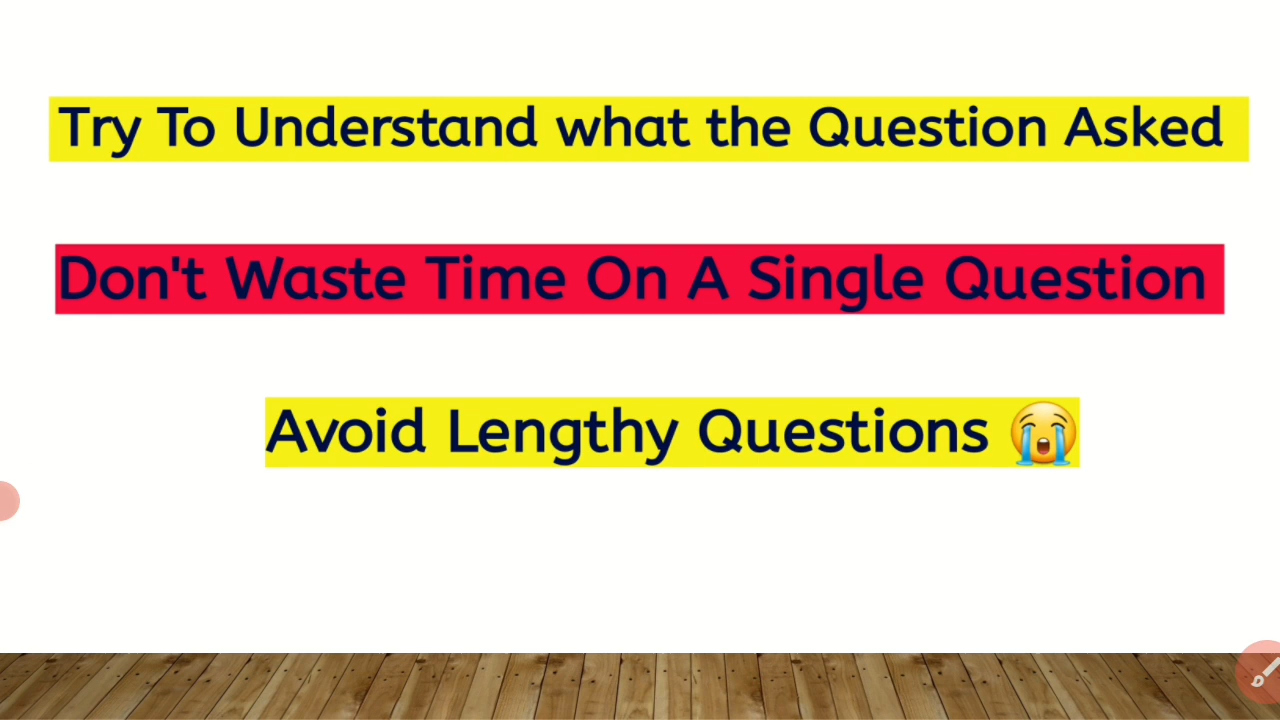 Try To Understand what the Question Asked
Don't Waste Time On A Single Question
Avoid Lengthy Questions 😭